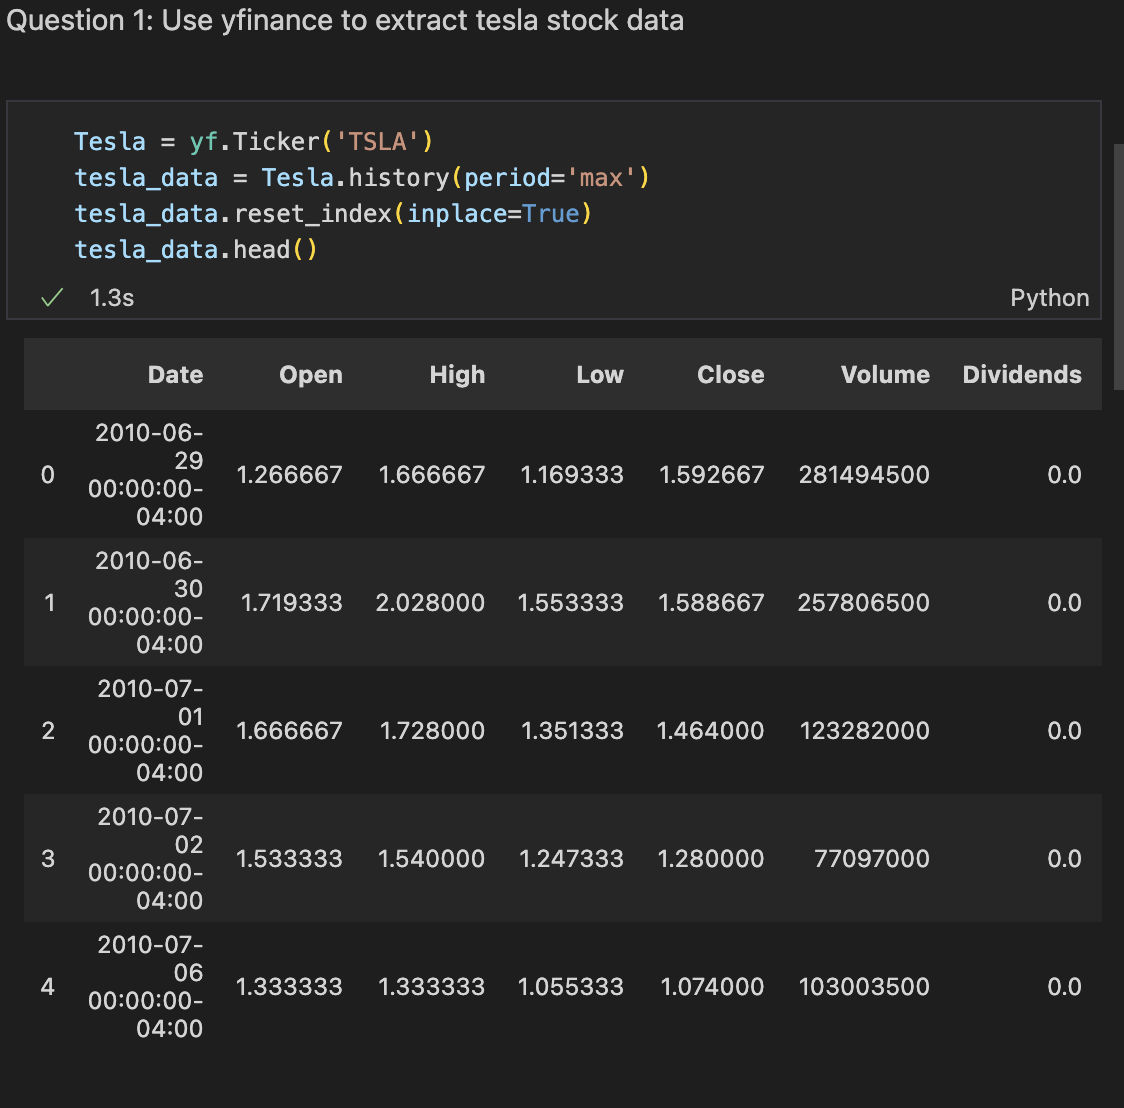 Question 1: Use yfinance to extract tesla stock data
Tesla = yf.Ticker('TSLA')
tesla_data = Tesla.history(period='max')
tesla_data.reset_index(inplace=True)
tesla_data.head()
✓ 1.3s Python
Date Open High Low Close Volume Dividends
0 2010-06-29 00:00:00-04:00 1.266667 1.666667 1.169333 1.592667 281494500 0.0
1 2010-06-30 00:00:00-04:00 1.719333 2.028000 1.553333 1.588667 257806500 0.0
2 2010-07-01 00:00:00-04:00 1.666667 1.728000 1.351333 1.464000 123282000 0.0
3 2010-07-02 00:00:00-04:00 1.533333 1.540000 1.247333 1.280000 77097000 0.0
4 2010-07-06 00:00:00-04:00 1.333333 1.333333 1.055333 1.074000 103003500 0.0